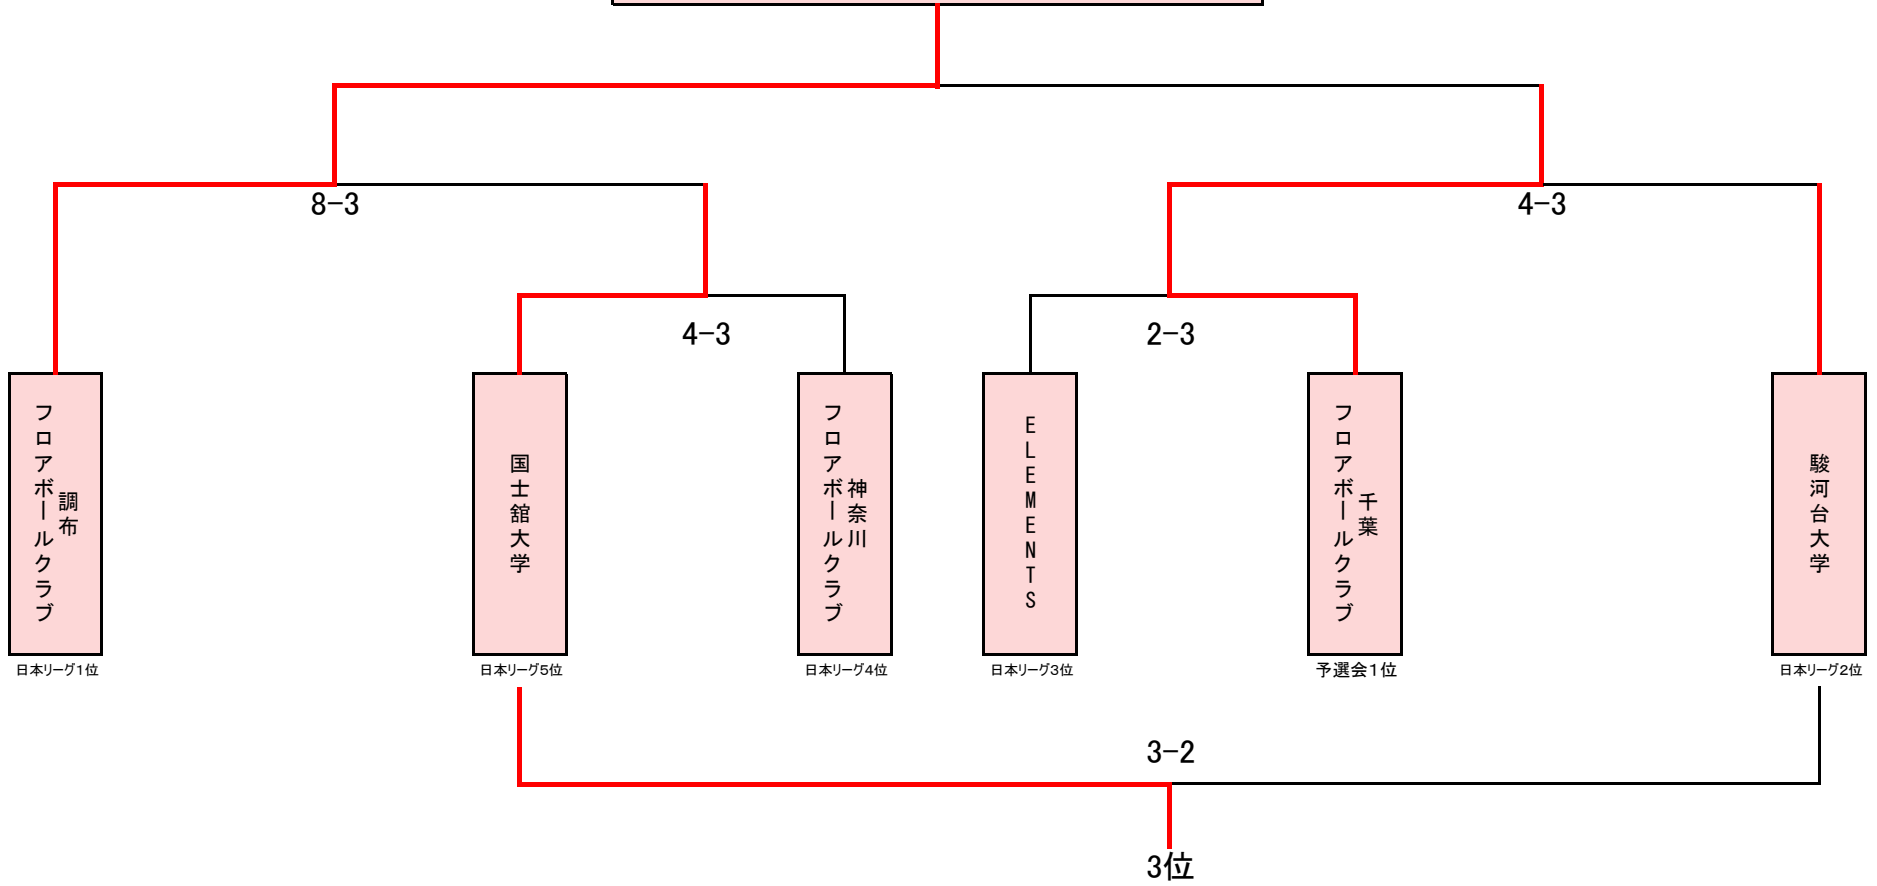 8-3
4-3
4-3
2-3
調布
フロアボールクラブ
国士舘大学
神奈川
フロアボールクラブ
ELEMENTS
千葉
フロアボールクラブ
駿河台大学
日本リーグ1位
日本リーグ5位
日本リーグ4位
日本リーグ3位
予選会1位
日本リーグ2位
3-2
3位